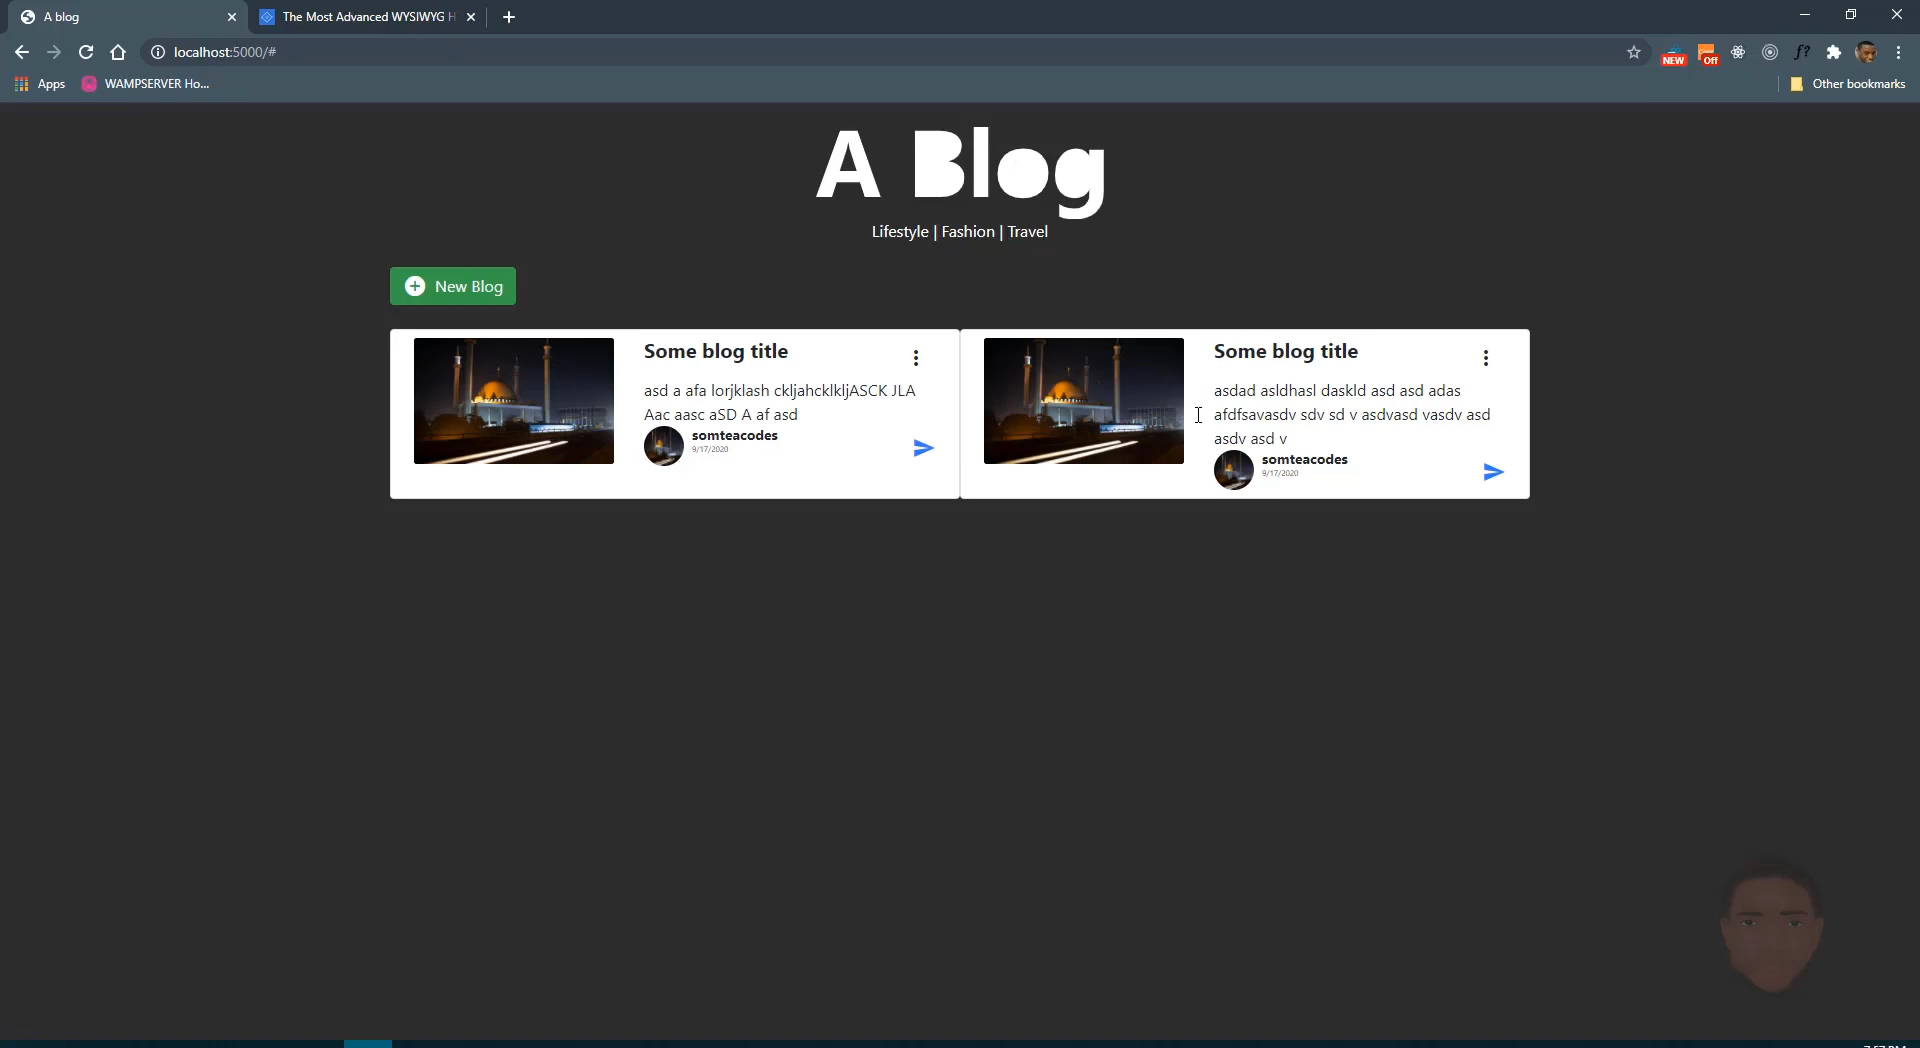 A blog
The Most Advanced WYSIWYG H
localhost:5000/#
NEW
Off
f?
Apps
WAMPSERVER Ho...
Other bookmarks
A Blog
Lifestyle | Fashion | Travel
New Blog
Some blog title
asd a afa lorjklash ckljahcklkljASCK JLA
Aac aasc aSD A af asd
somteacodes
9/17/2020
Some blog title
asdad asldhasl daskld asd asd adas
afdfsavasdv sdv sd v asdvasd vasdv asd
asdv asd v
somteacodes
9/17/2020